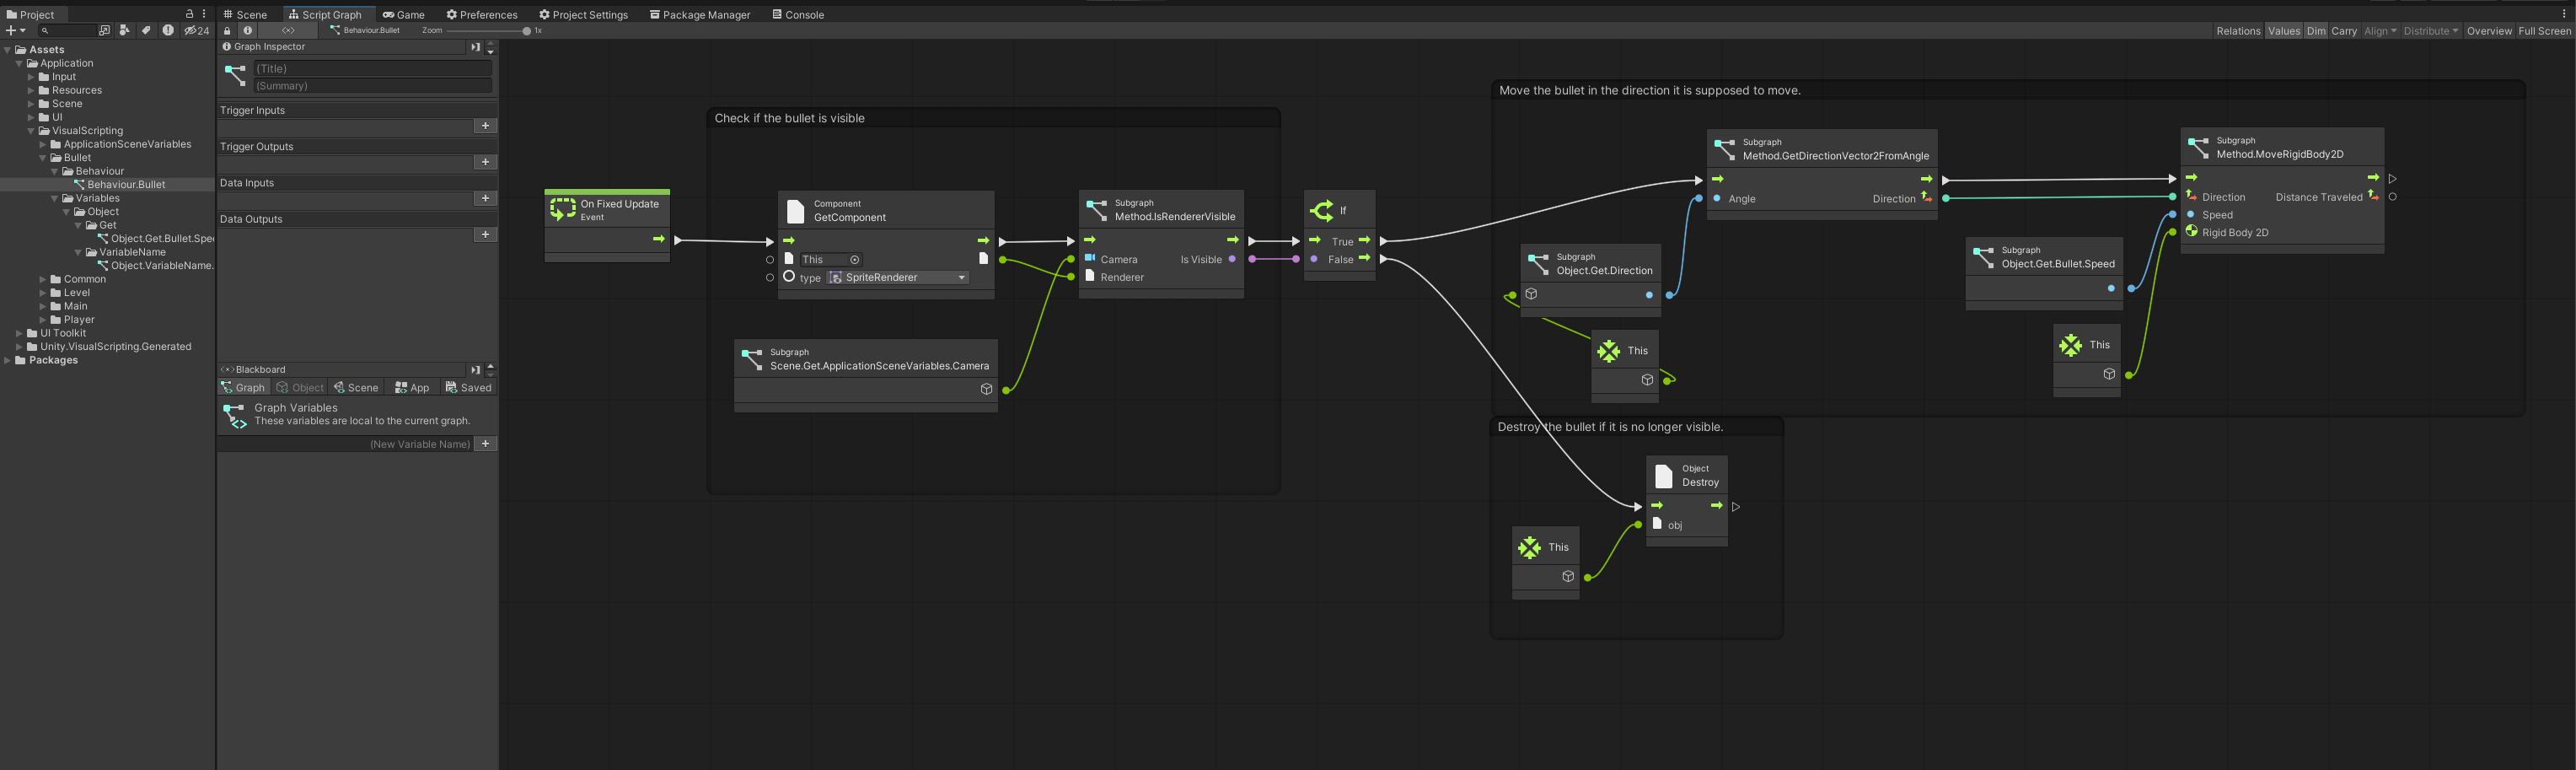 Project
24
Assets
Application
Input
Resources
Scene
UI
VisualScripting
ApplicationSceneVariables
Bullet
Behaviour
Behaviour.Bullet
Variables
Object
Get
Object.Get.Bullet.Spe
VariableName
Object.VariableName.
Common
Level
Main
Player
UI Toolkit
Unity.VisualScripting.Generated
Packages
Scene
Script Graph
Game
Preferences
Project Settings
Package Manager
Console
Behaviour.Bullet
Zoom
1x
Relations
Values
Dim
Carry
Align
Distribute
Overview
Full Screen
Graph Inspector
(Title)
(Summary)
Trigger Inputs
Trigger Outputs
Data Inputs
Data Outputs
Blackboard
Graph
Object
Scene
App
Saved
Graph Variables
These variables are local to the current graph.
(New Variable Name)
On Fixed Update
Event
Check if the bullet is visible
Component
GetComponent
This
type
SpriteRenderer
Subgraph
Scene.Get.ApplicationSceneVariables.Camera
Subgraph
Method.IsRendererVisible
Camera
Is Visible
Renderer
If
True
False
Move the bullet in the direction it is supposed to move.
Subgraph
Object.Get.Direction
This
Subgraph
Method.GetDirectionVector2FromAngle
Angle
Direction
Subgraph
Object.Get.Bullet.Speed
This
Subgraph
Method.MoveRigidBody2D
Direction
Distance Traveled
Speed
Rigid Body 2D
Destroy the bullet if it is no longer visible.
This
Object
Destroy
obj